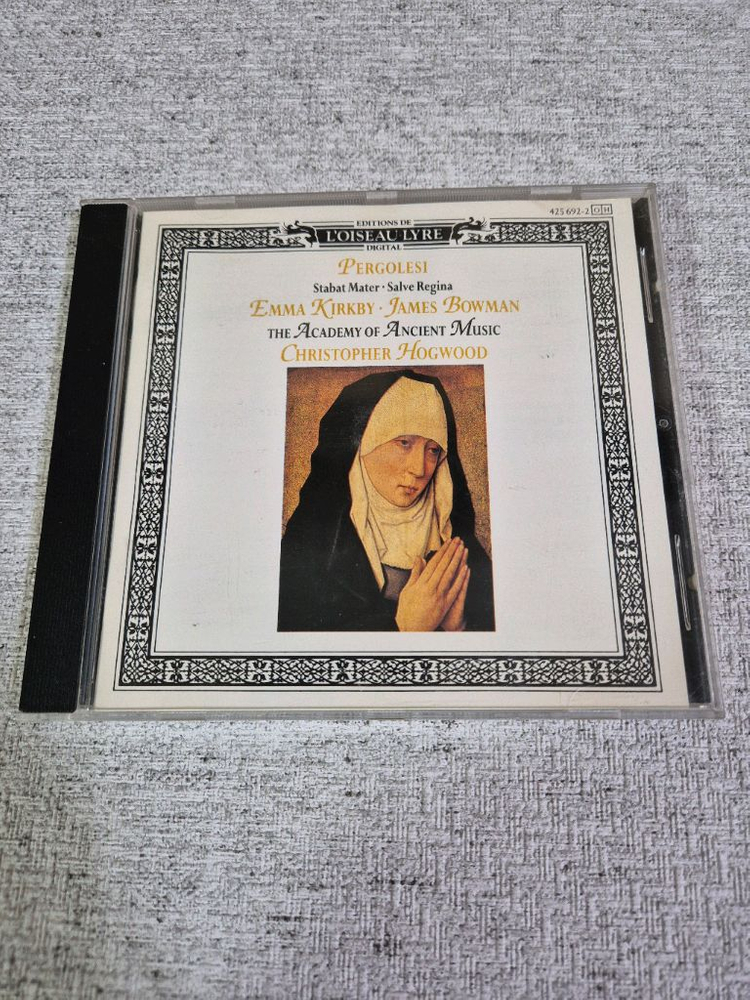 EDITIONS DE
L'OISEAU-LYRE
DIGITAL
425 692-2 OH
PERGOLESI
Stabat Mater · Salve Regina
EMMA KIRKBY · JAMES BOWMAN
THE ACADEMY OF ANCIENT MUSIC
CHRISTOPHER HOGWOOD